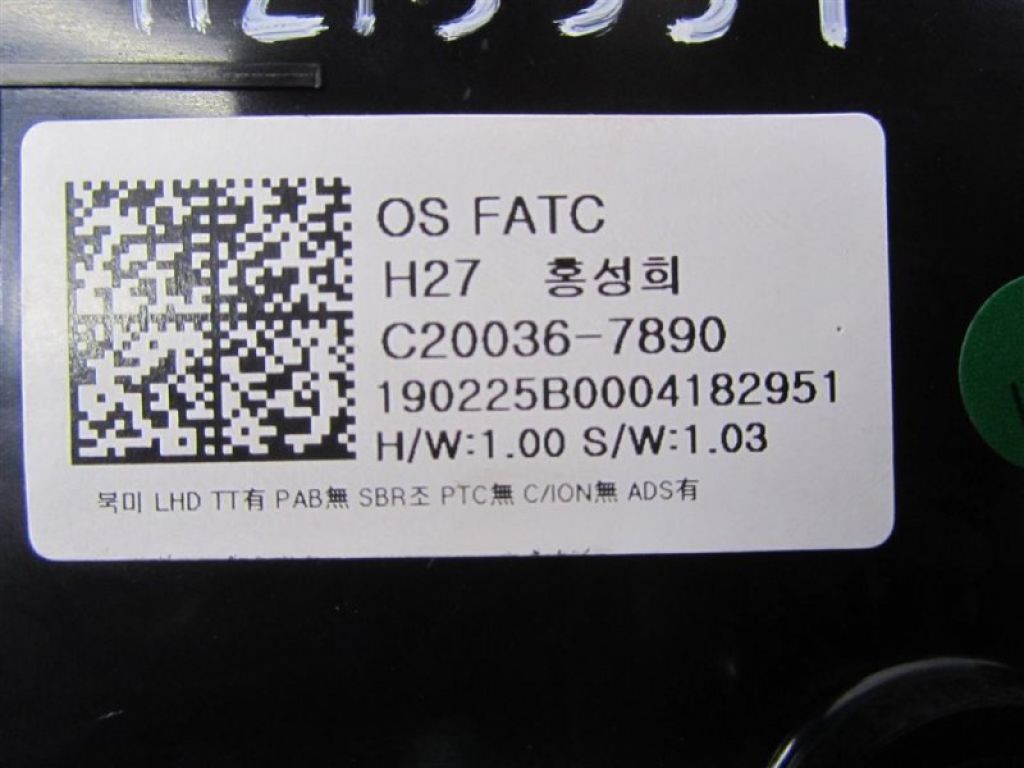 OS FATC
H27 홍성희
C20036-7890
190225B0004182951
H/W:1.00 S/W:1.03
북미 LHD TT有 PAB無 SBR조 PTC無 C/ION無 ADS有